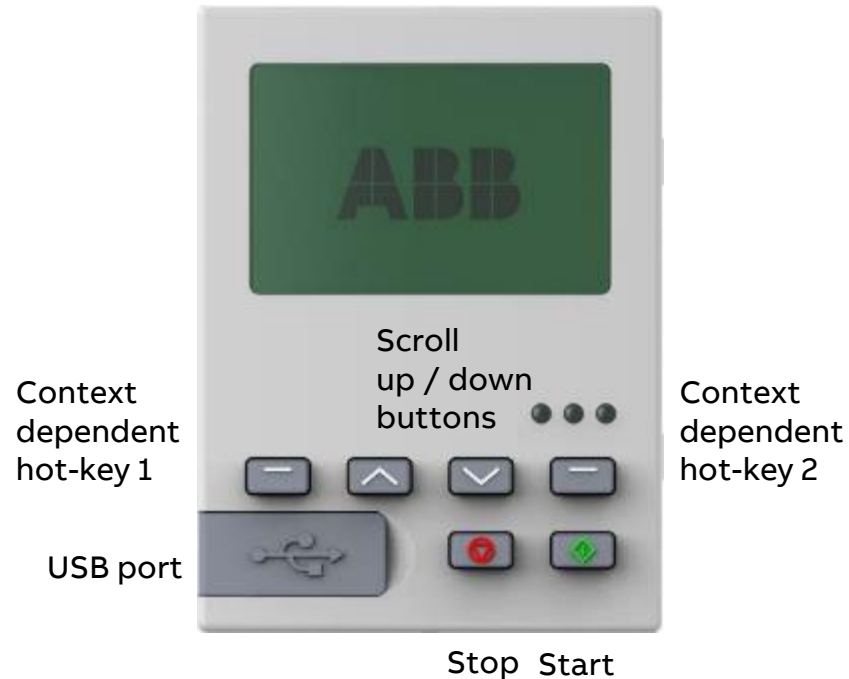 ABB
Scroll
up / down
buttons
Context
dependent
hot-key 1
Context
dependent
hot-key 2
USB port
Stop Start